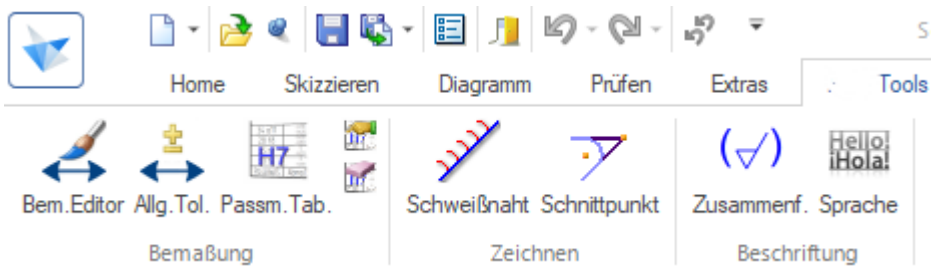 S
Home Skizzieren Diagramm Prüfen Extras Tools
H7 Hello! ¡Hola!
Bem.Editor Allg.Tol. Passm.Tab. Schweißnaht Schnittpunkt Zusammenf. Sprache
Bemaßung Zeichnen Beschriftung